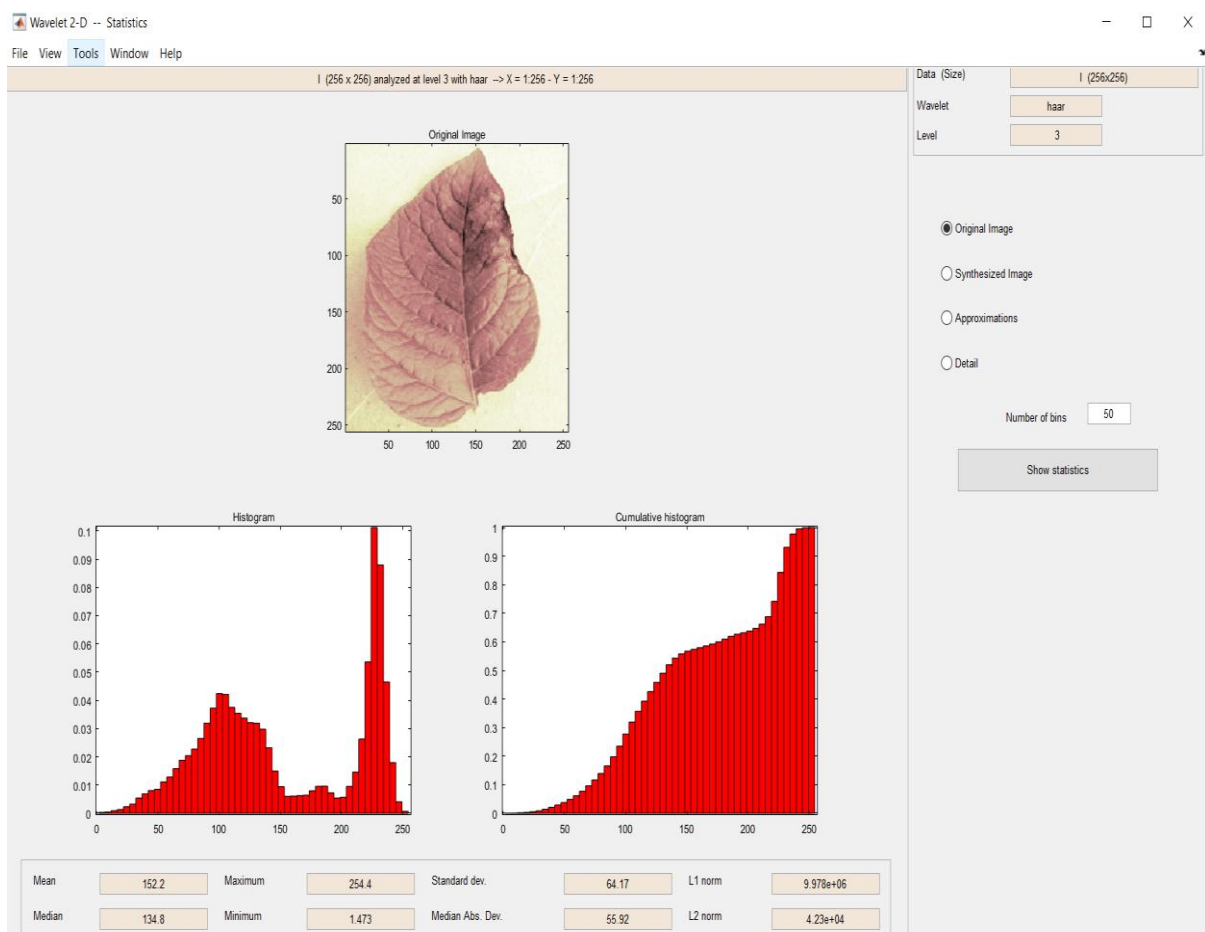 Wavelet 2-D -- Statistics
File View Tools Window Help
I (256 x 256) analyzed at level 3 with haar --> X = 1:256 - Y = 1:256
Data (Size) I (256x256)
Wavelet haar
Level 3
Original Image
50
100
150
200
250
50 100 150 200 250
Original Image
Synthesized Image
Approximations
Detail
Number of bins 50
Show statistics
Histogram
0.1
0.09
0.08
0.07
0.06
0.05
0.04
0.03
0.02
0.01
0
0 50 100 150 200 250
Cumulative histogram
1
0.9
0.8
0.7
0.6
0.5
0.4
0.3
0.2
0.1
0
0 50 100 150 200 250
Mean 152.2 Maximum 254.4 Standard dev. 64.17 L1 norm 9.978e+06
Median 134.8 Minimum 1.473 Median Abs. Dev. 55.92 L2 norm 4.23e+04